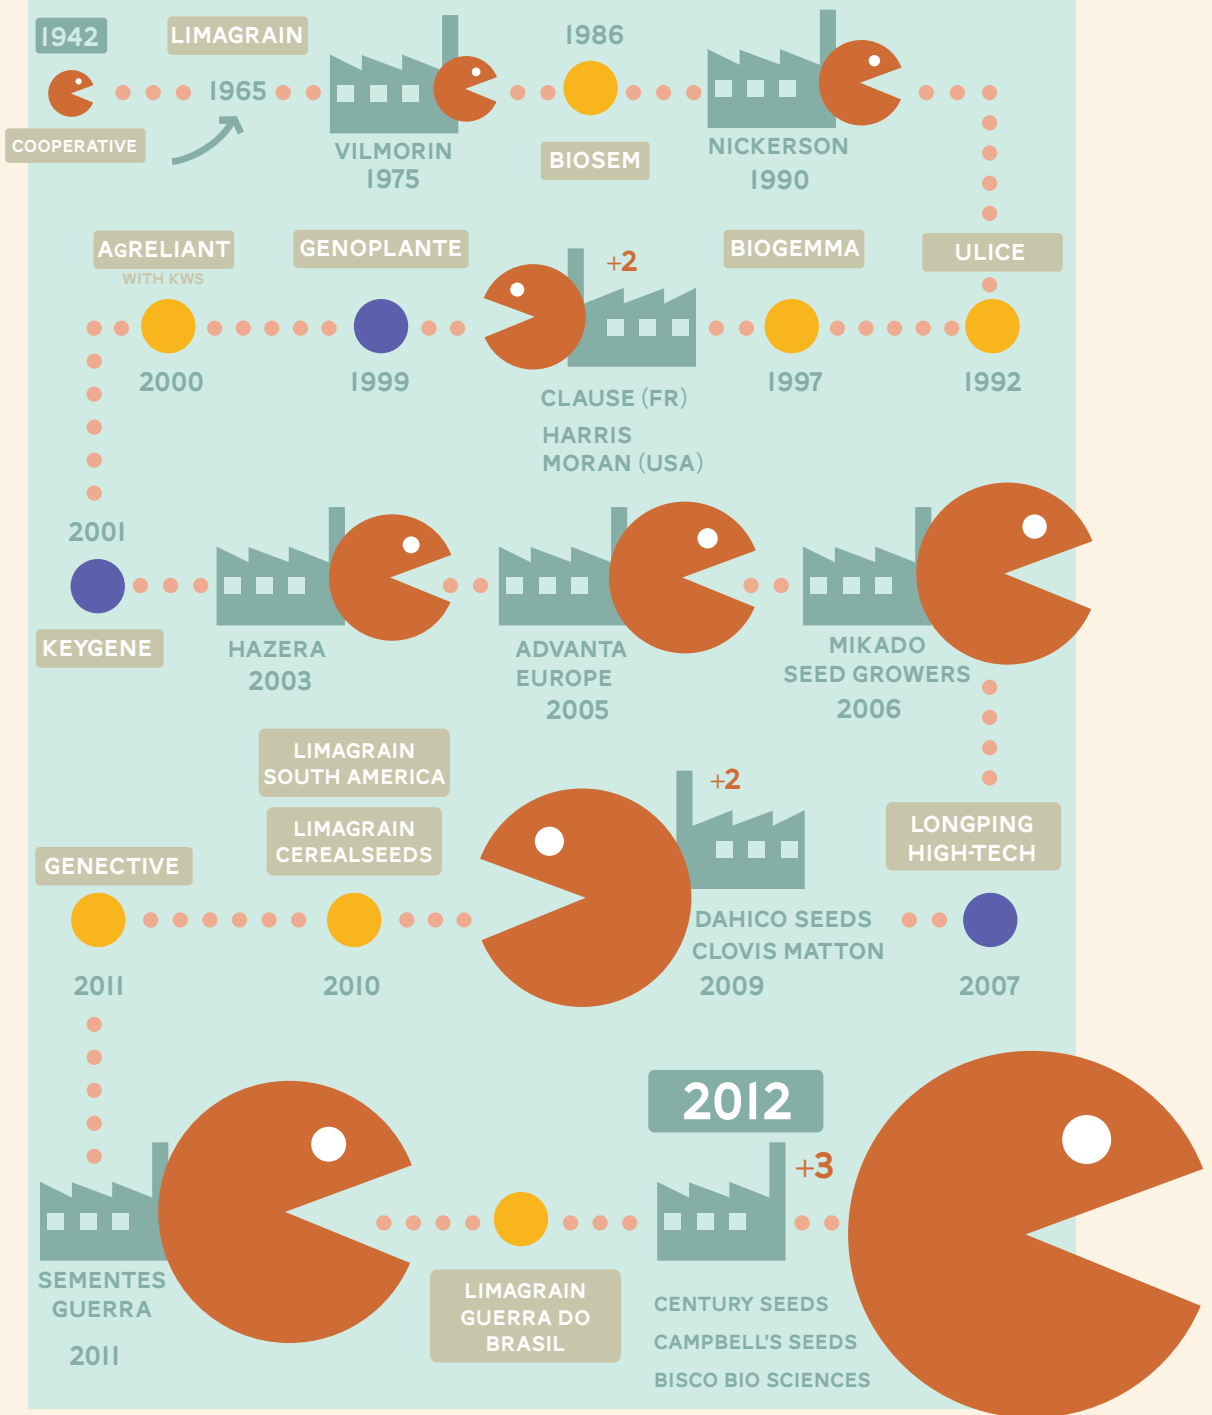 1942
COOPERATIVE
LIMAGRAIN
1965
VILMORIN
1975
1986
BIOSEM
NICKERSON
1990
ULICE
1992
BIOGEMMA
1997
+2
CLAUSE (FR)
HARRIS
MORAN (USA)
GENOPLANTE
1999
AGRELIANT
WITH KWS
2000
2001
KEYGENE
HAZERA
2003
ADVANTA
EUROPE
2005
MIKADO
SEED GROWERS
2006
LONGPING
HIGH-TECH
2007
+2
DAHICO SEEDS
CLOVIS MATTON
2009
LIMAGRAIN
SOUTH AMERICA
LIMAGRAIN
CEREALSEEDS
2010
GENECTIVE
2011
SEMENTES
GUERRA
2011
LIMAGRAIN
GUERRA DO
BRASIL
2012
+3
CENTURY SEEDS
CAMPBELL'S SEEDS
BISCO BIO SCIENCES